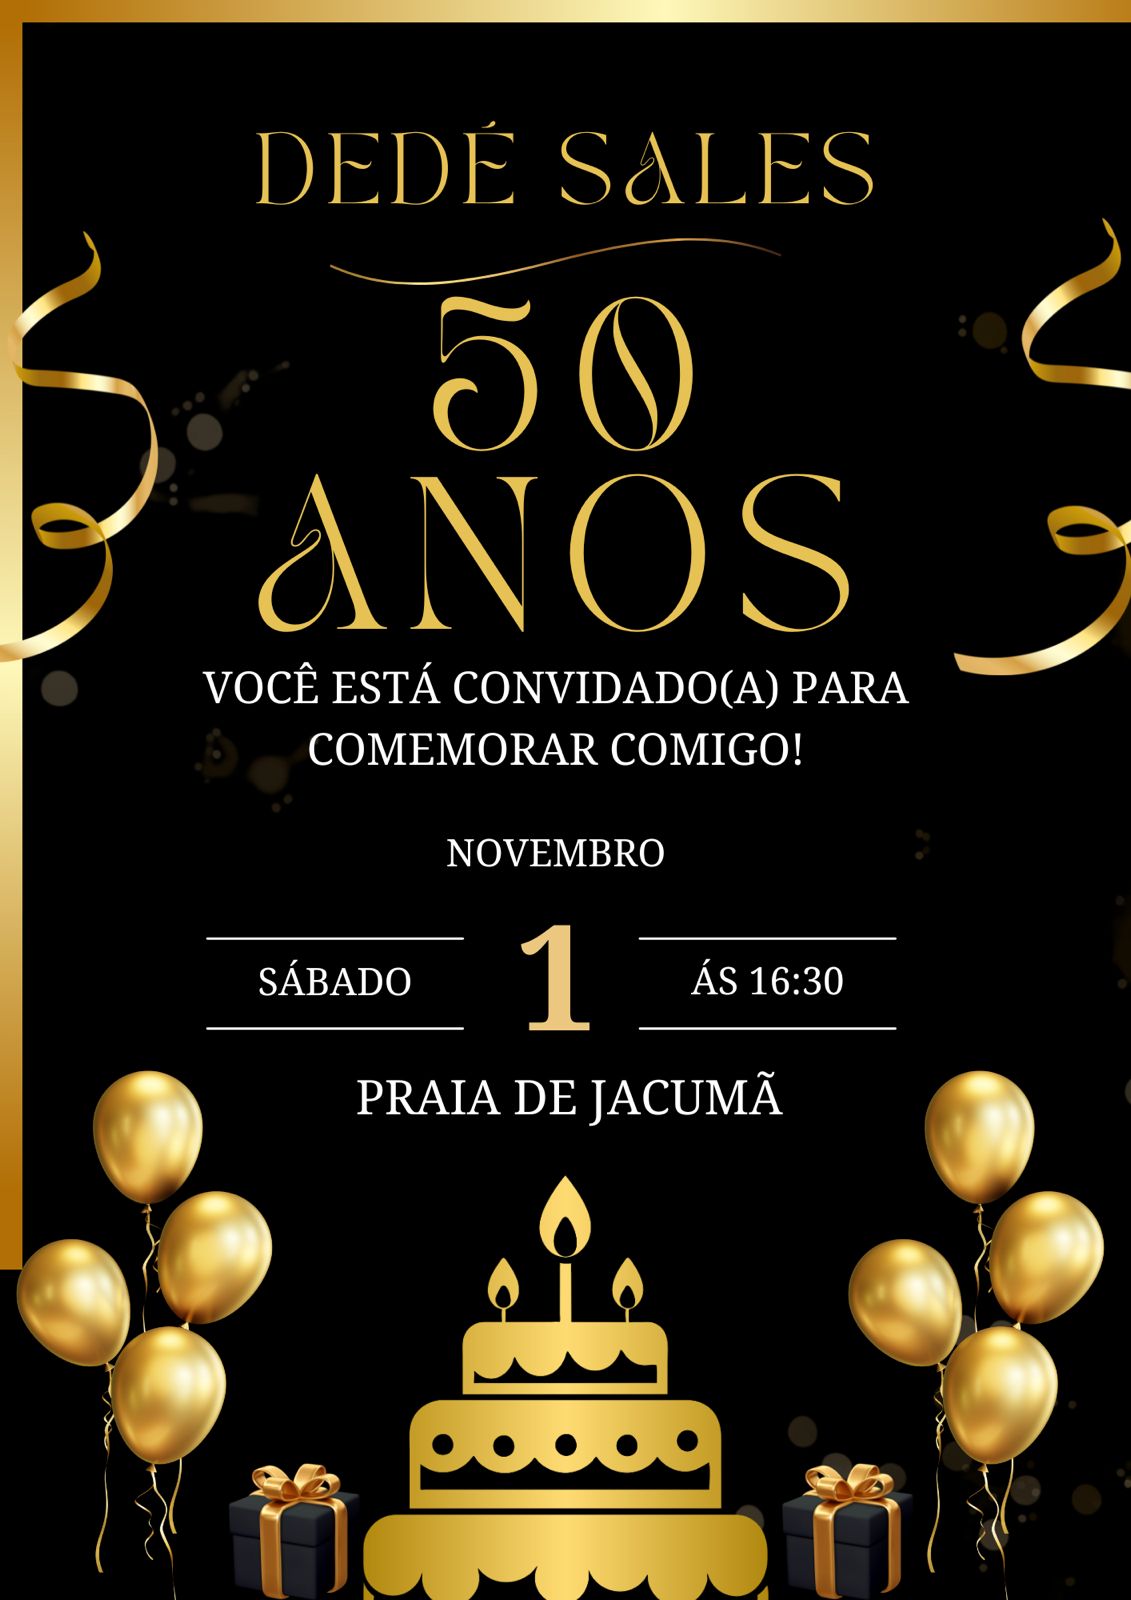 DEDÉ SALES
50
ANOS
VOCÊ ESTÁ CONVIDADO(A) PARA
COMEMORAR COMIGO!
NOVEMBRO
SÁBADO
1
ÁS 16:30
PRAIA DE JACUMÃ